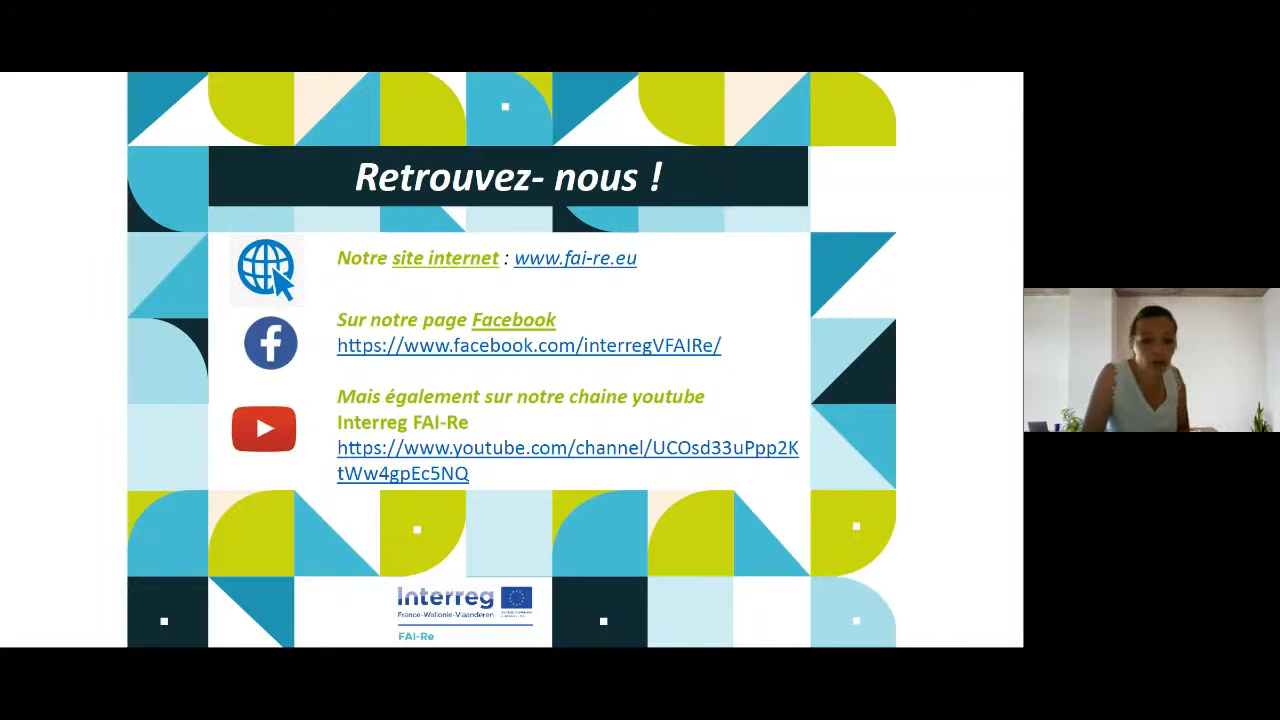 Retrouvez- nous !
Notre site internet : www.fai-re.eu
Sur notre page Facebook
https://www.facebook.com/interregVFAIRe/
Mais également sur notre chaine youtube
Interreg FAI-Re
https://www.youtube.com/channel/UCOsd33uPpp2K
tWw4gpEc5NQ
Interreg
France-Wallonie-Vlaanderen
FAI-Re